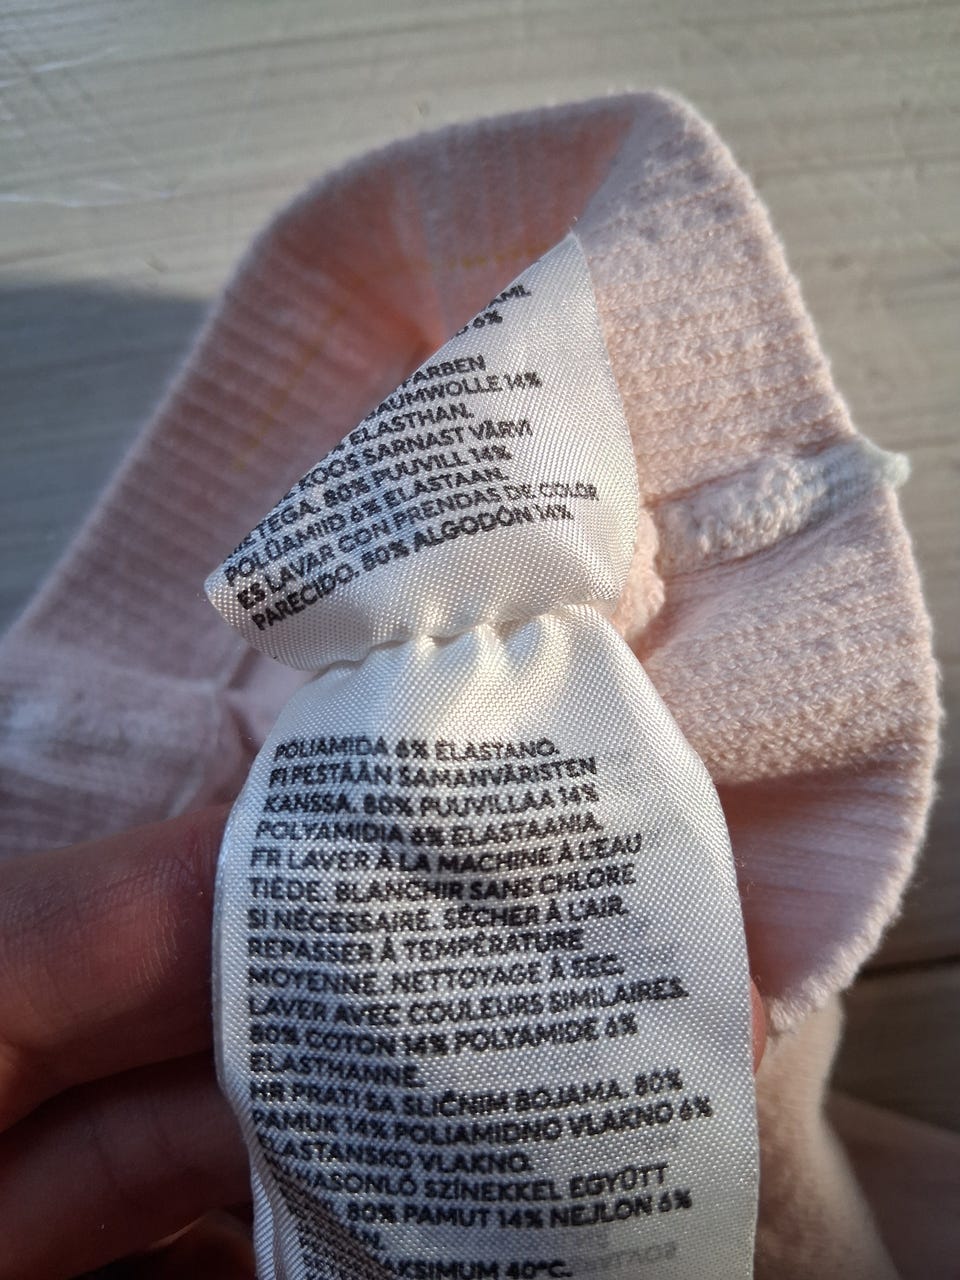 6%
FARBEN
BAUMWOLLE 14%
ELASTHAN.
KOOS SARNAST VÄRVI
80% PUUVILL 14%
POLÜAMIID 6% ELASTAAN.
ES LAVAR CON PRENDAS DE COLOR
PARECIDO. 80% ALGODÓN 14%
POLIAMIDA 6% ELASTANO.
FI PESTÄÄN SAMANVÄRISTEN
KANSSA. 80% PUUVILLAA 14%
POLYAMIDIA 6% ELASTAANIA.
FR LAVER À LA MACHINE À L'EAU
TIÈDE. BLANCHIR SANS CHLORE
SI NÉCESSAIRE. SÉCHER À L'AIR.
REPASSER À TEMPÉRATURE
MOYENNE. NETTOYAGE À SEC.
LAVER AVEC COULEURS SIMILAIRES.
80% COTON 14% POLYAMIDE 6%
ELASTHANNE.
HR PRATI SA SLIČNIM BOJAMA. 80%
PAMUK 14% POLIAMIDNO VLAKNO 6%
ELASTANSKO VLAKNO.
HASONLÓ SZÍNEKKEL EGYÜTT
80% PAMUT 14% NEJLON 6%
MAKSIMUM 40°C.